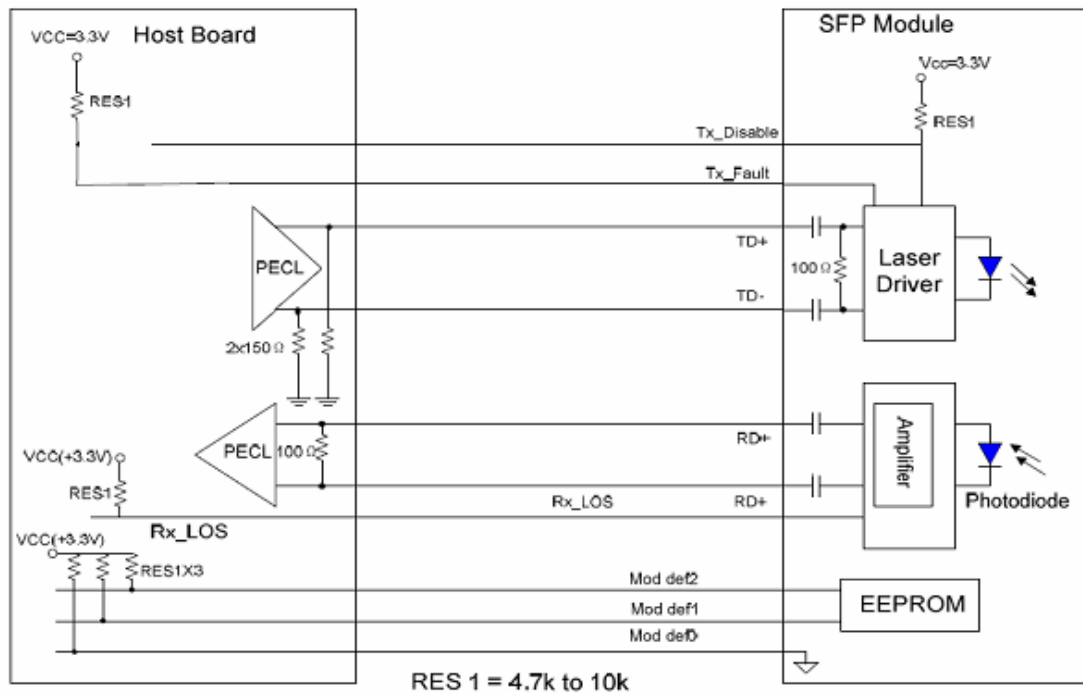 Host Board
SFP Module
VCC=3.3V
Vcc=3.3V
RES1
RES1
Tx_Disable
Tx_Fault
PECL
TD+
100 Ω
Laser
Driver
TD-
2x150 Ω
PECL
100 Ω
RD+
Amplifier
VCC(+3.3V)
RES1
Rx_LOS
RD+
Photodiode
Rx_LOS
VCC(+3.3V)
RES1X3
Mod def2
EEPROM
Mod def1
Mod def0
RES 1 = 4.7k to 10k